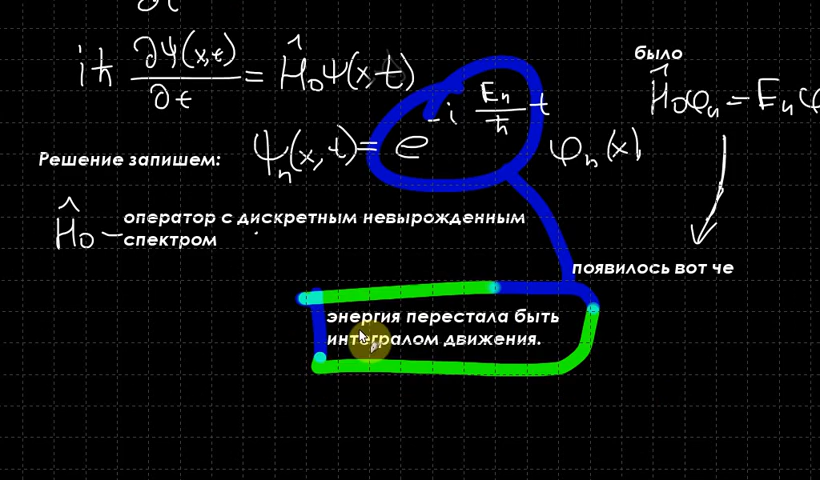 было
iħ ∂Ψ(x,t)/∂t = Ĥ₀Ψ(x,t)
Ĥ₀φₙ = Eₙφ
Решение запишем: Ψₙ(x,t) = e^(-i Eₙ/ħ t) φₙ(x)
Ĥ₀ — оператор с дискретным невырожденным
спектром
появилось вот че
энергия перестала быть
интегралом движения.